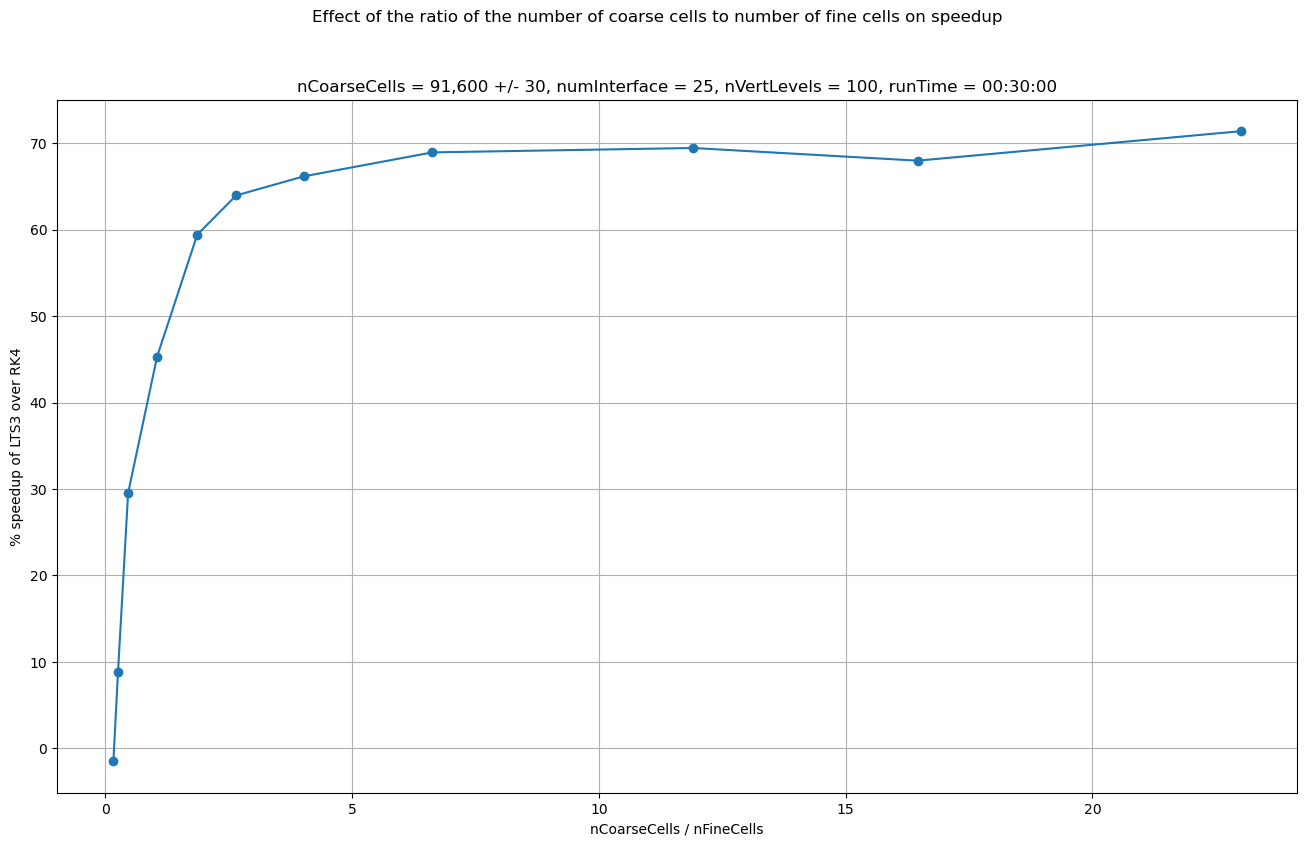 Effect of the ratio of the number of coarse cells to number of fine cells on speedup
nCoarseCells = 91,600 +/- 30, numInterface = 25, nVertLevels = 100, runTime = 00:30:00
% speedup of LTS3 over RK4
70
60
50
40
30
20
10
0
0 5 10 15 20
nCoarseCells / nFineCells